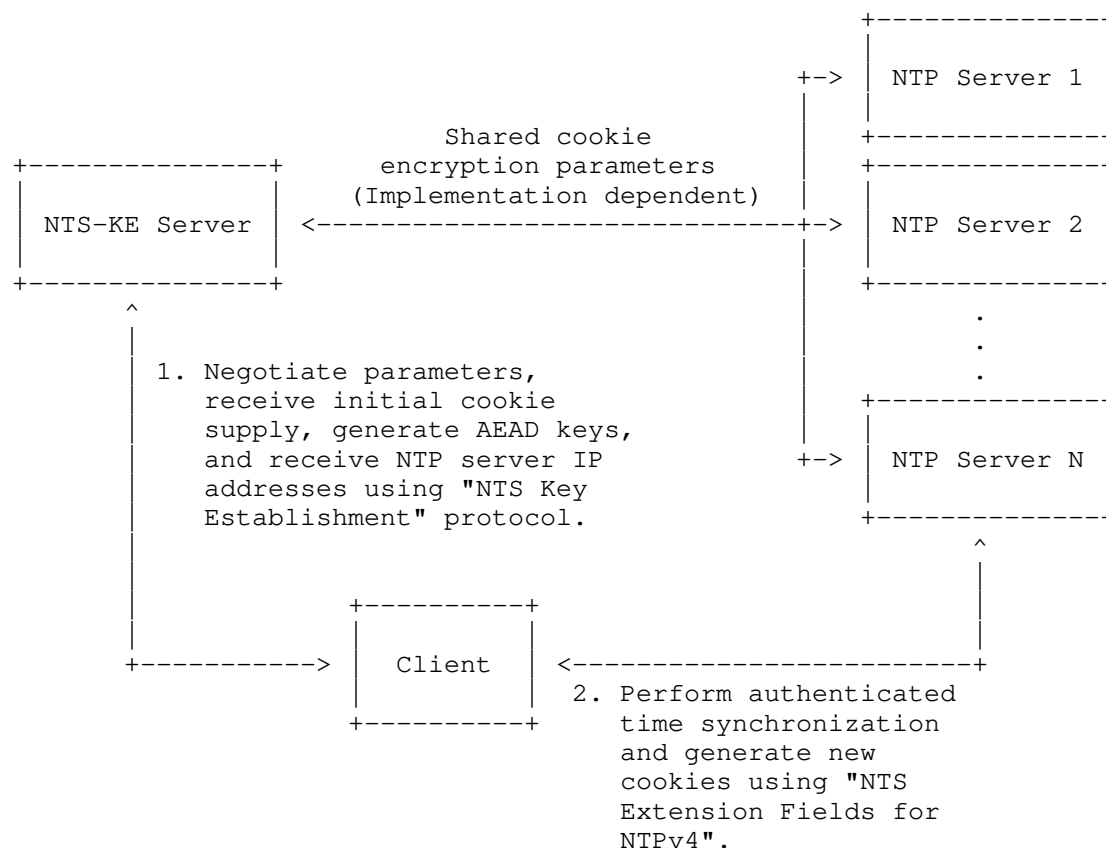 NTP Server 1
Shared cookie
encryption parameters
(Implementation dependent)
NTS-KE Server
NTP Server 2
.
.
.
1. Negotiate parameters,
receive initial cookie
supply, generate AEAD keys,
and receive NTP server IP
addresses using "NTS Key
Establishment" protocol.
NTP Server N
Client
2. Perform authenticated
time synchronization
and generate new
cookies using "NTS
Extension Fields for
NTPv4".